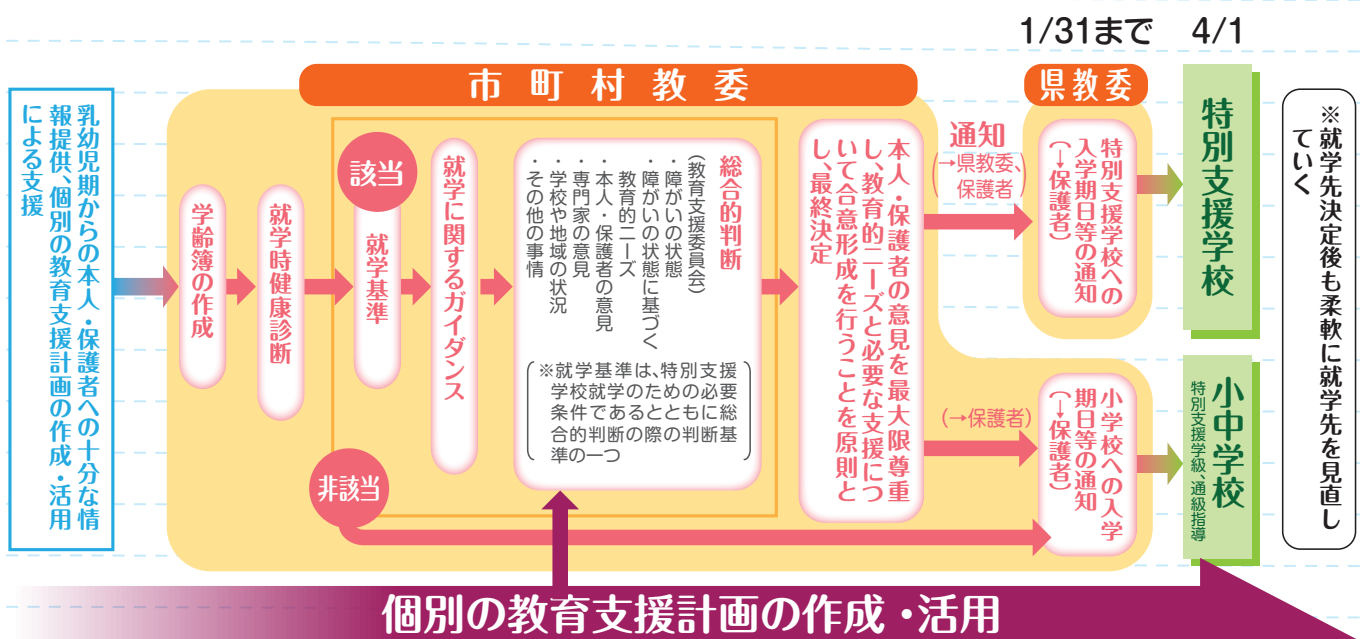 1/31まで
4/1
市町村教委
県教委
乳幼児期からの本人・保護者への十分な情
報提供、個別の教育支援計画の作成・活用
による支援
学齢簿の作成
就学時健康診断
該当
就学基準
非該当
就学に関するガイダンス
総合的判断
（教育支援委員会）
・障がいの状態
・障がいの状態に基づく
教育的ニーズ
・本人・保護者の意見
・専門家の意見
・学校や地域の状況
・その他の事情
※就学基準は、特別支援
学校就学のための必要
条件であるとともに総
合的判断の際の判断基
準の一つ
本人・保護者の意見を最大限尊重
し、教育的ニーズと必要な支援につ
いて合意形成を行うことを原則と
し、最終決定
通知
（→県教委、
保護者）
（→保護者）
特別支援学校への
入学期日等の通知
（→保護者）
小学校への入学
期日等の通知
（→保護者）
特別支援学校
小中学校
特別支援学級、通級指導
※就学先決定後も柔軟に就学先を見直し
ていく
個別の教育支援計画の作成・活用